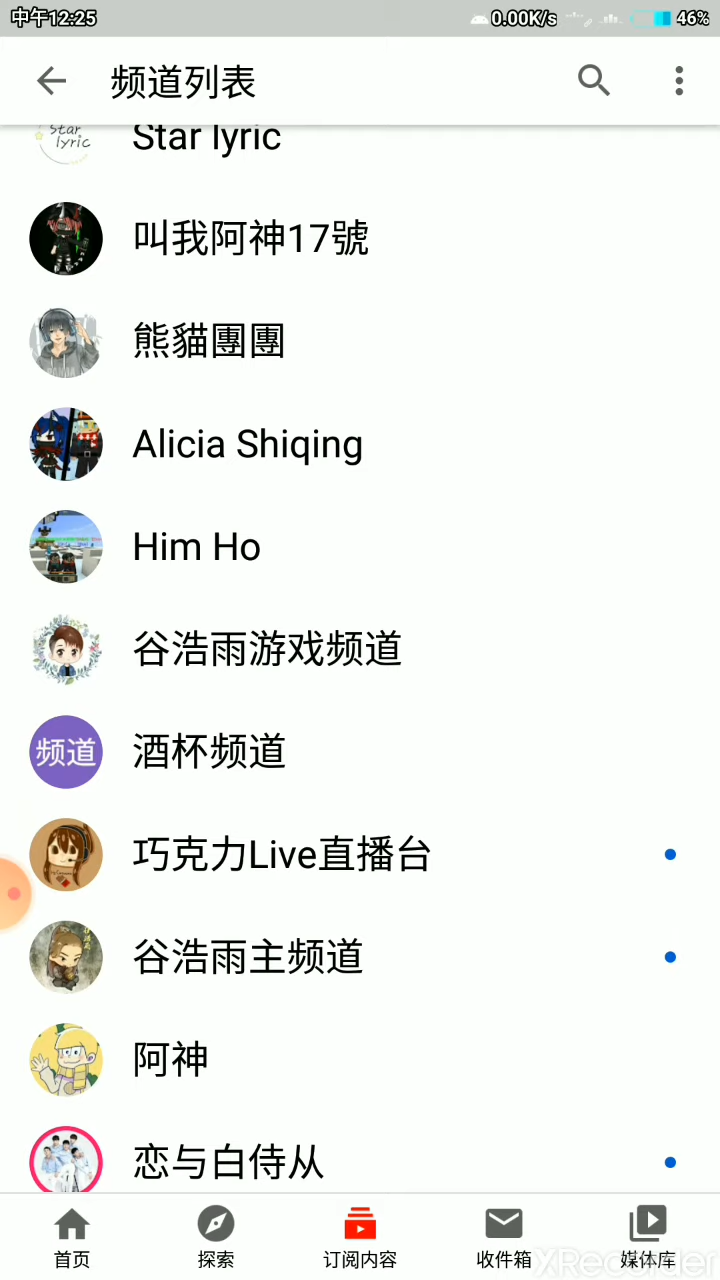 中午12:25 0.00K/s 46%
频道列表
Star lyric
Star lyric
叫我阿神17號
熊貓團團
Alicia Shiqing
Him Ho
谷浩雨游戏频道
频道 酒杯频道
巧克力Live直播台
谷浩雨主频道
阿神
恋与白侍从
首页 探索 订阅内容 收件箱 媒体库
XRecorder